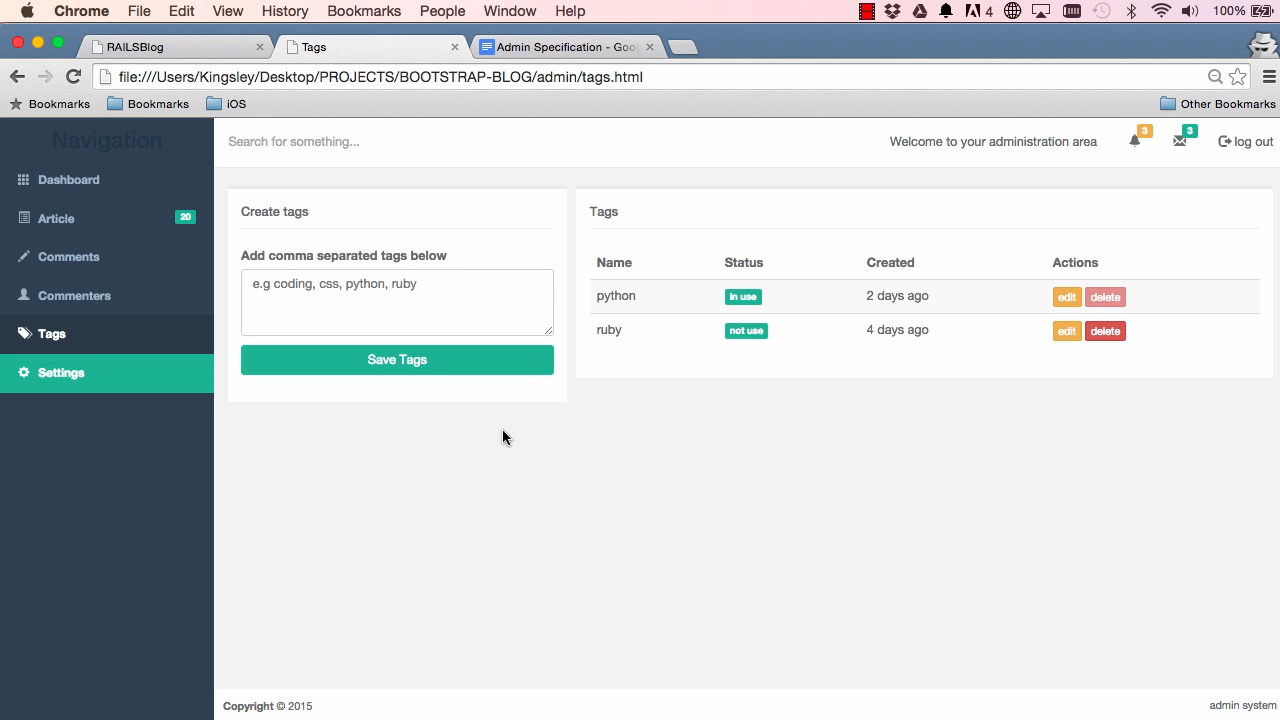 Chrome File Edit View History Bookmarks People Window Help 4 100%
RAILSBlog Tags Admin Specification - Goo
file:///Users/Kingsley/Desktop/PROJECTS/BOOTSTRAP-BLOG/admin/tags.html
Bookmarks Bookmarks iOS Other Bookmarks
Navigation
Dashboard
Article 20
Comments
Commenters
Tags
Settings
Search for something... Welcome to your administration area 3 3 log out
Create tags
Add comma separated tags below
e.g coding, css, python, ruby
Save Tags
Tags
Name Status Created Actions
python in use 2 days ago edit delete
ruby not use 4 days ago edit delete
Copyright © 2015 admin system